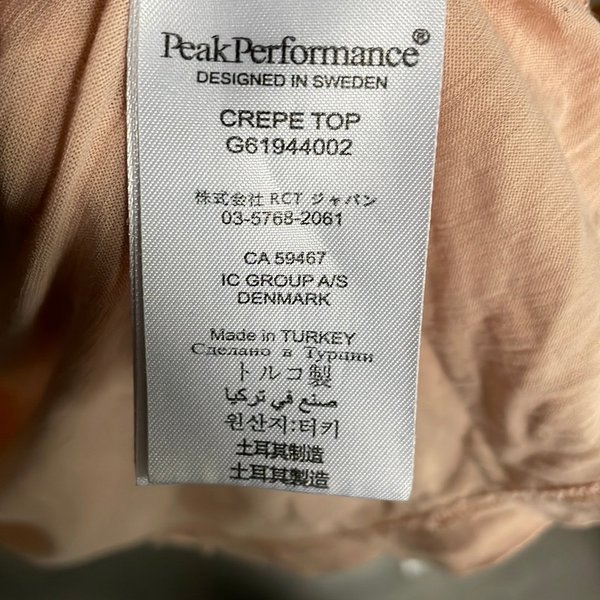 PeakPerformance®
DESIGNED IN SWEDEN
CREPE TOP
G61944002
株式会社 RCT ジャパン
03-5768-2061
CA 59467
IC GROUP A/S
DENMARK
Made in TURKEY
Сделано в Турции
トルコ製
صنع في تركيا
원산지:터키
土耳其制造
土耳其製造